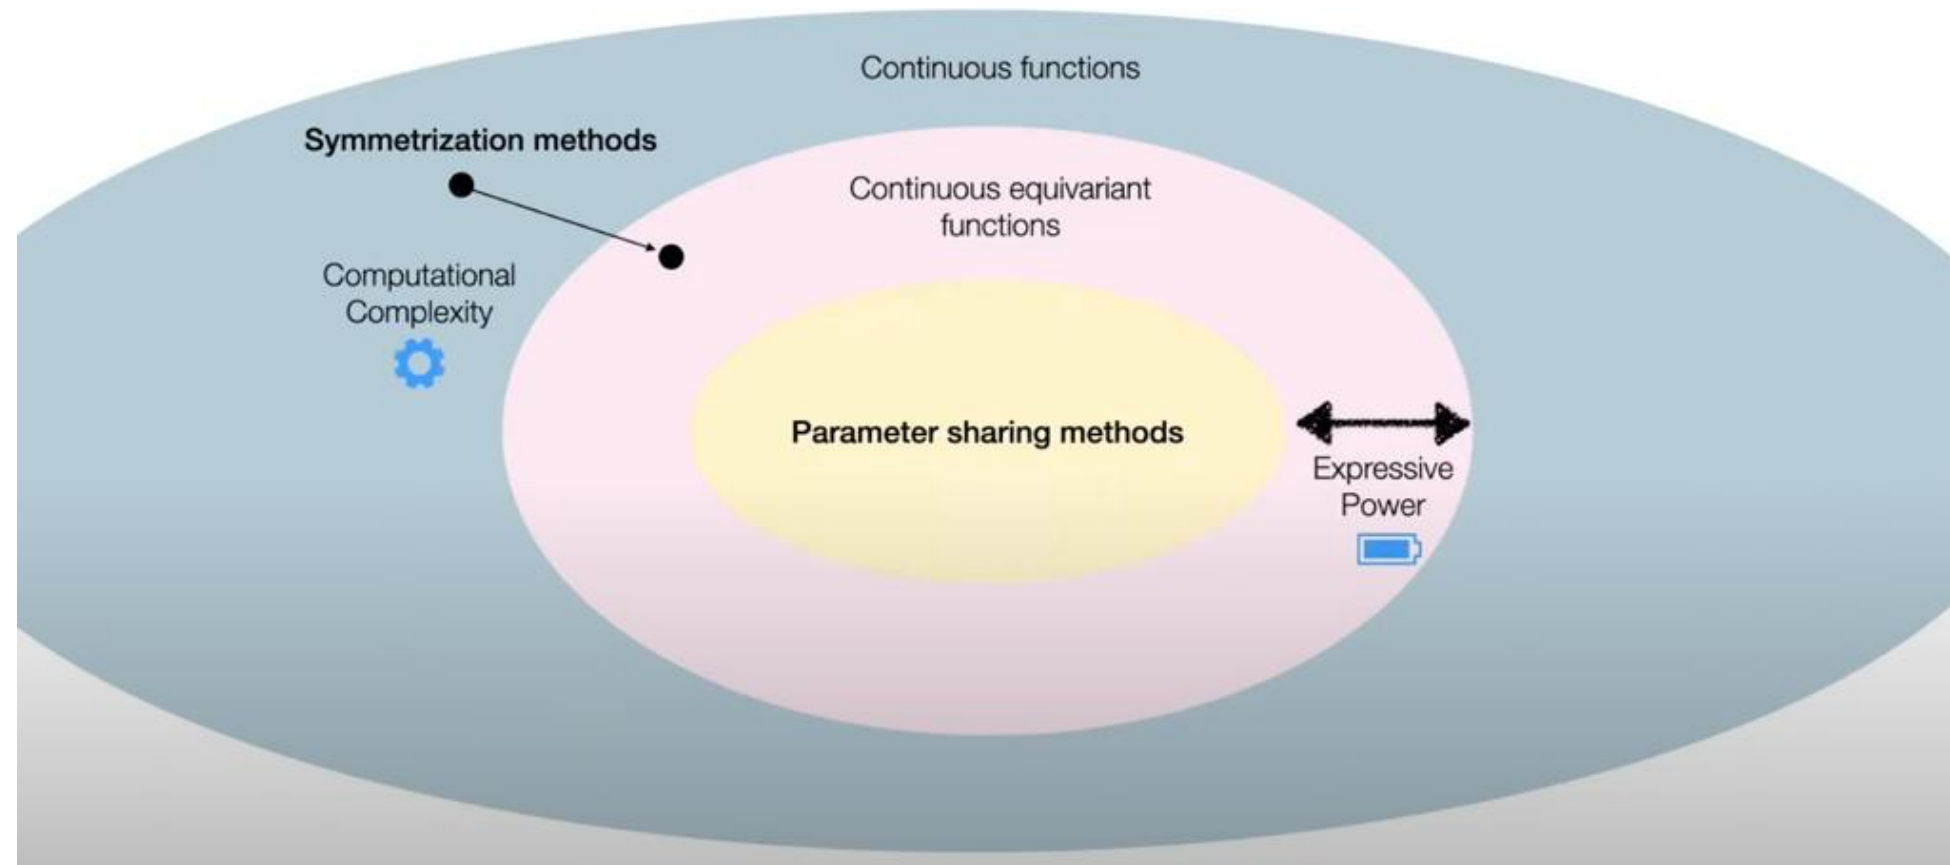 Continuous functions
Symmetrization methods
Continuous equivariant
functions
Computational
Complexity
Parameter sharing methods
Expressive
Power